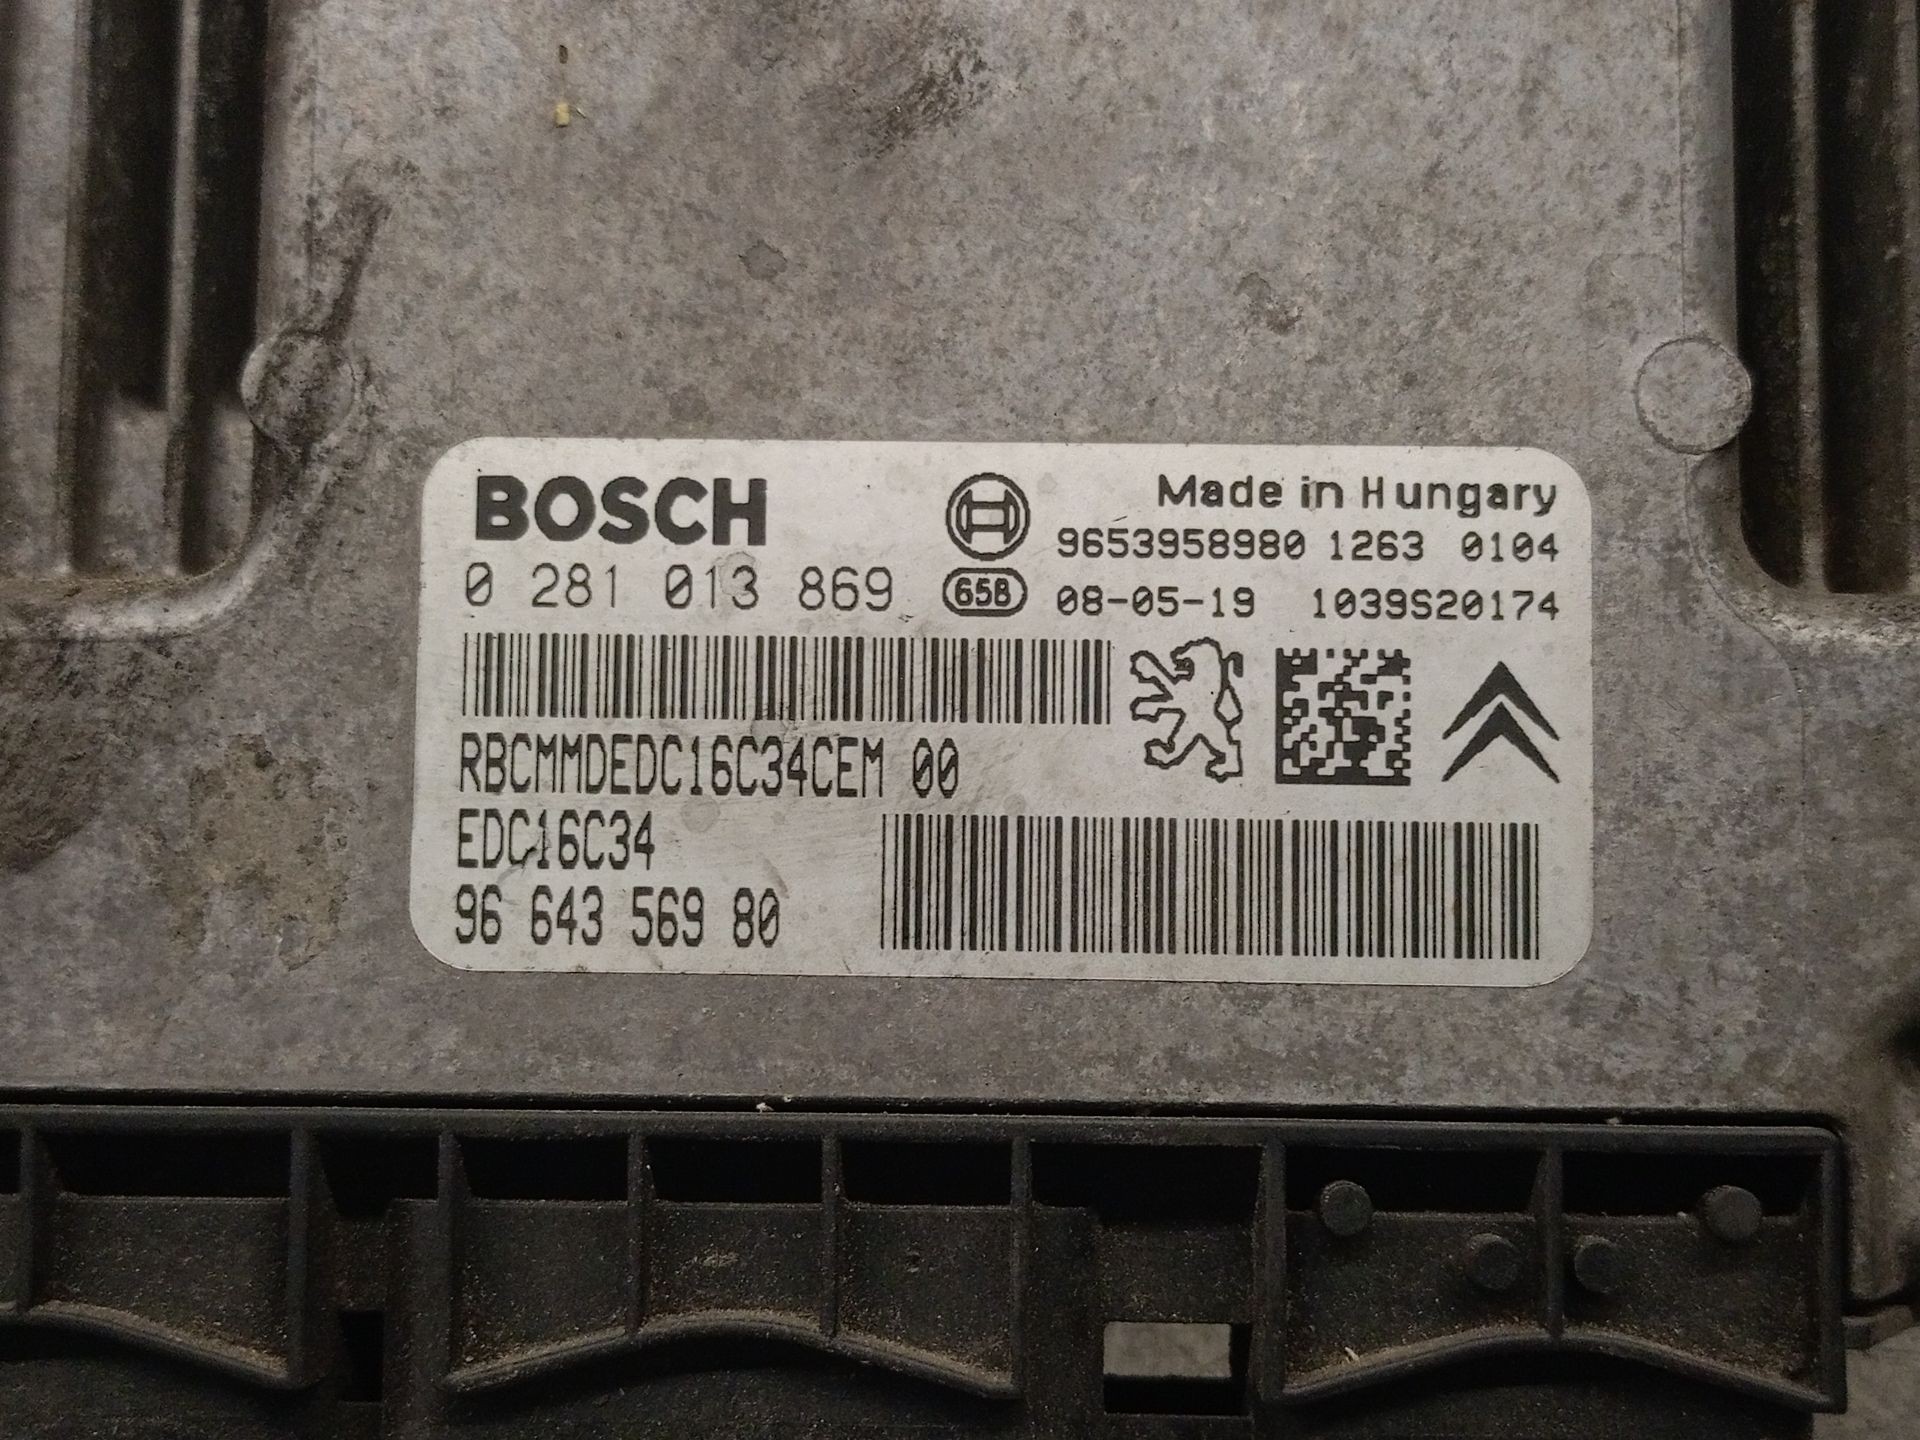 BOSCH
Made in Hungary
9653958980 1263 0104
0 281 013 869
65B
08-05-19 1039S20174
RBCMMDEDC16C34CEM 00
EDC16C34
96 643 569 80